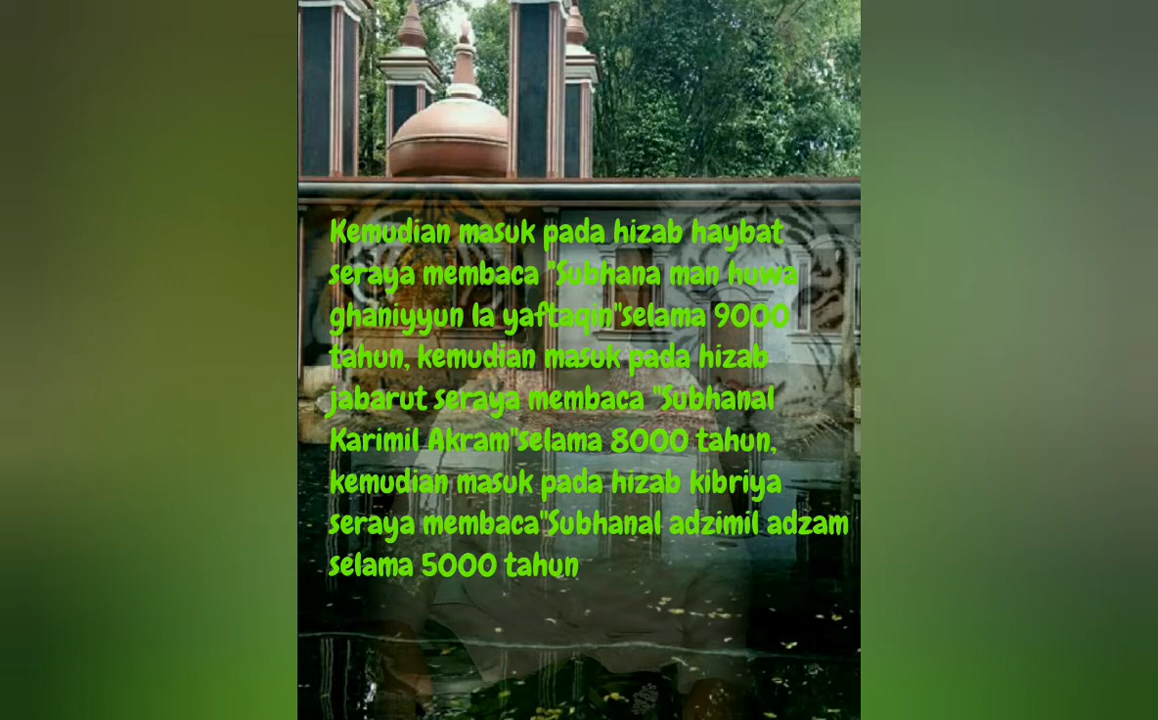 Kemudian masuk pada hizab haybat
seraya membaca "Subhana man huwa
ghaniyyun la yaftaqin"selama 9000
tahun, kemudian masuk pada hizab
jabarut seraya membaca "Subhanal
Karimil Akram"selama 8000 tahun,
kemudian masuk pada hizab kibriya
seraya membaca"Subhanal adzimil adzam
selama 5000 tahun